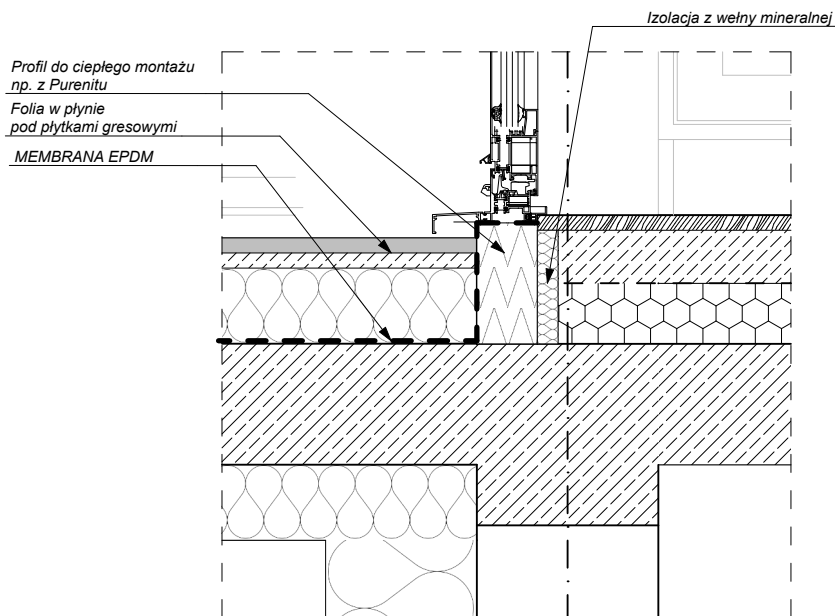 Izolacja z wełny mineralnej
Profil do ciepłego montażu
np. z Purenitu
Folia w płynie
pod płytkami gresowymi
MEMBRANA EPDM